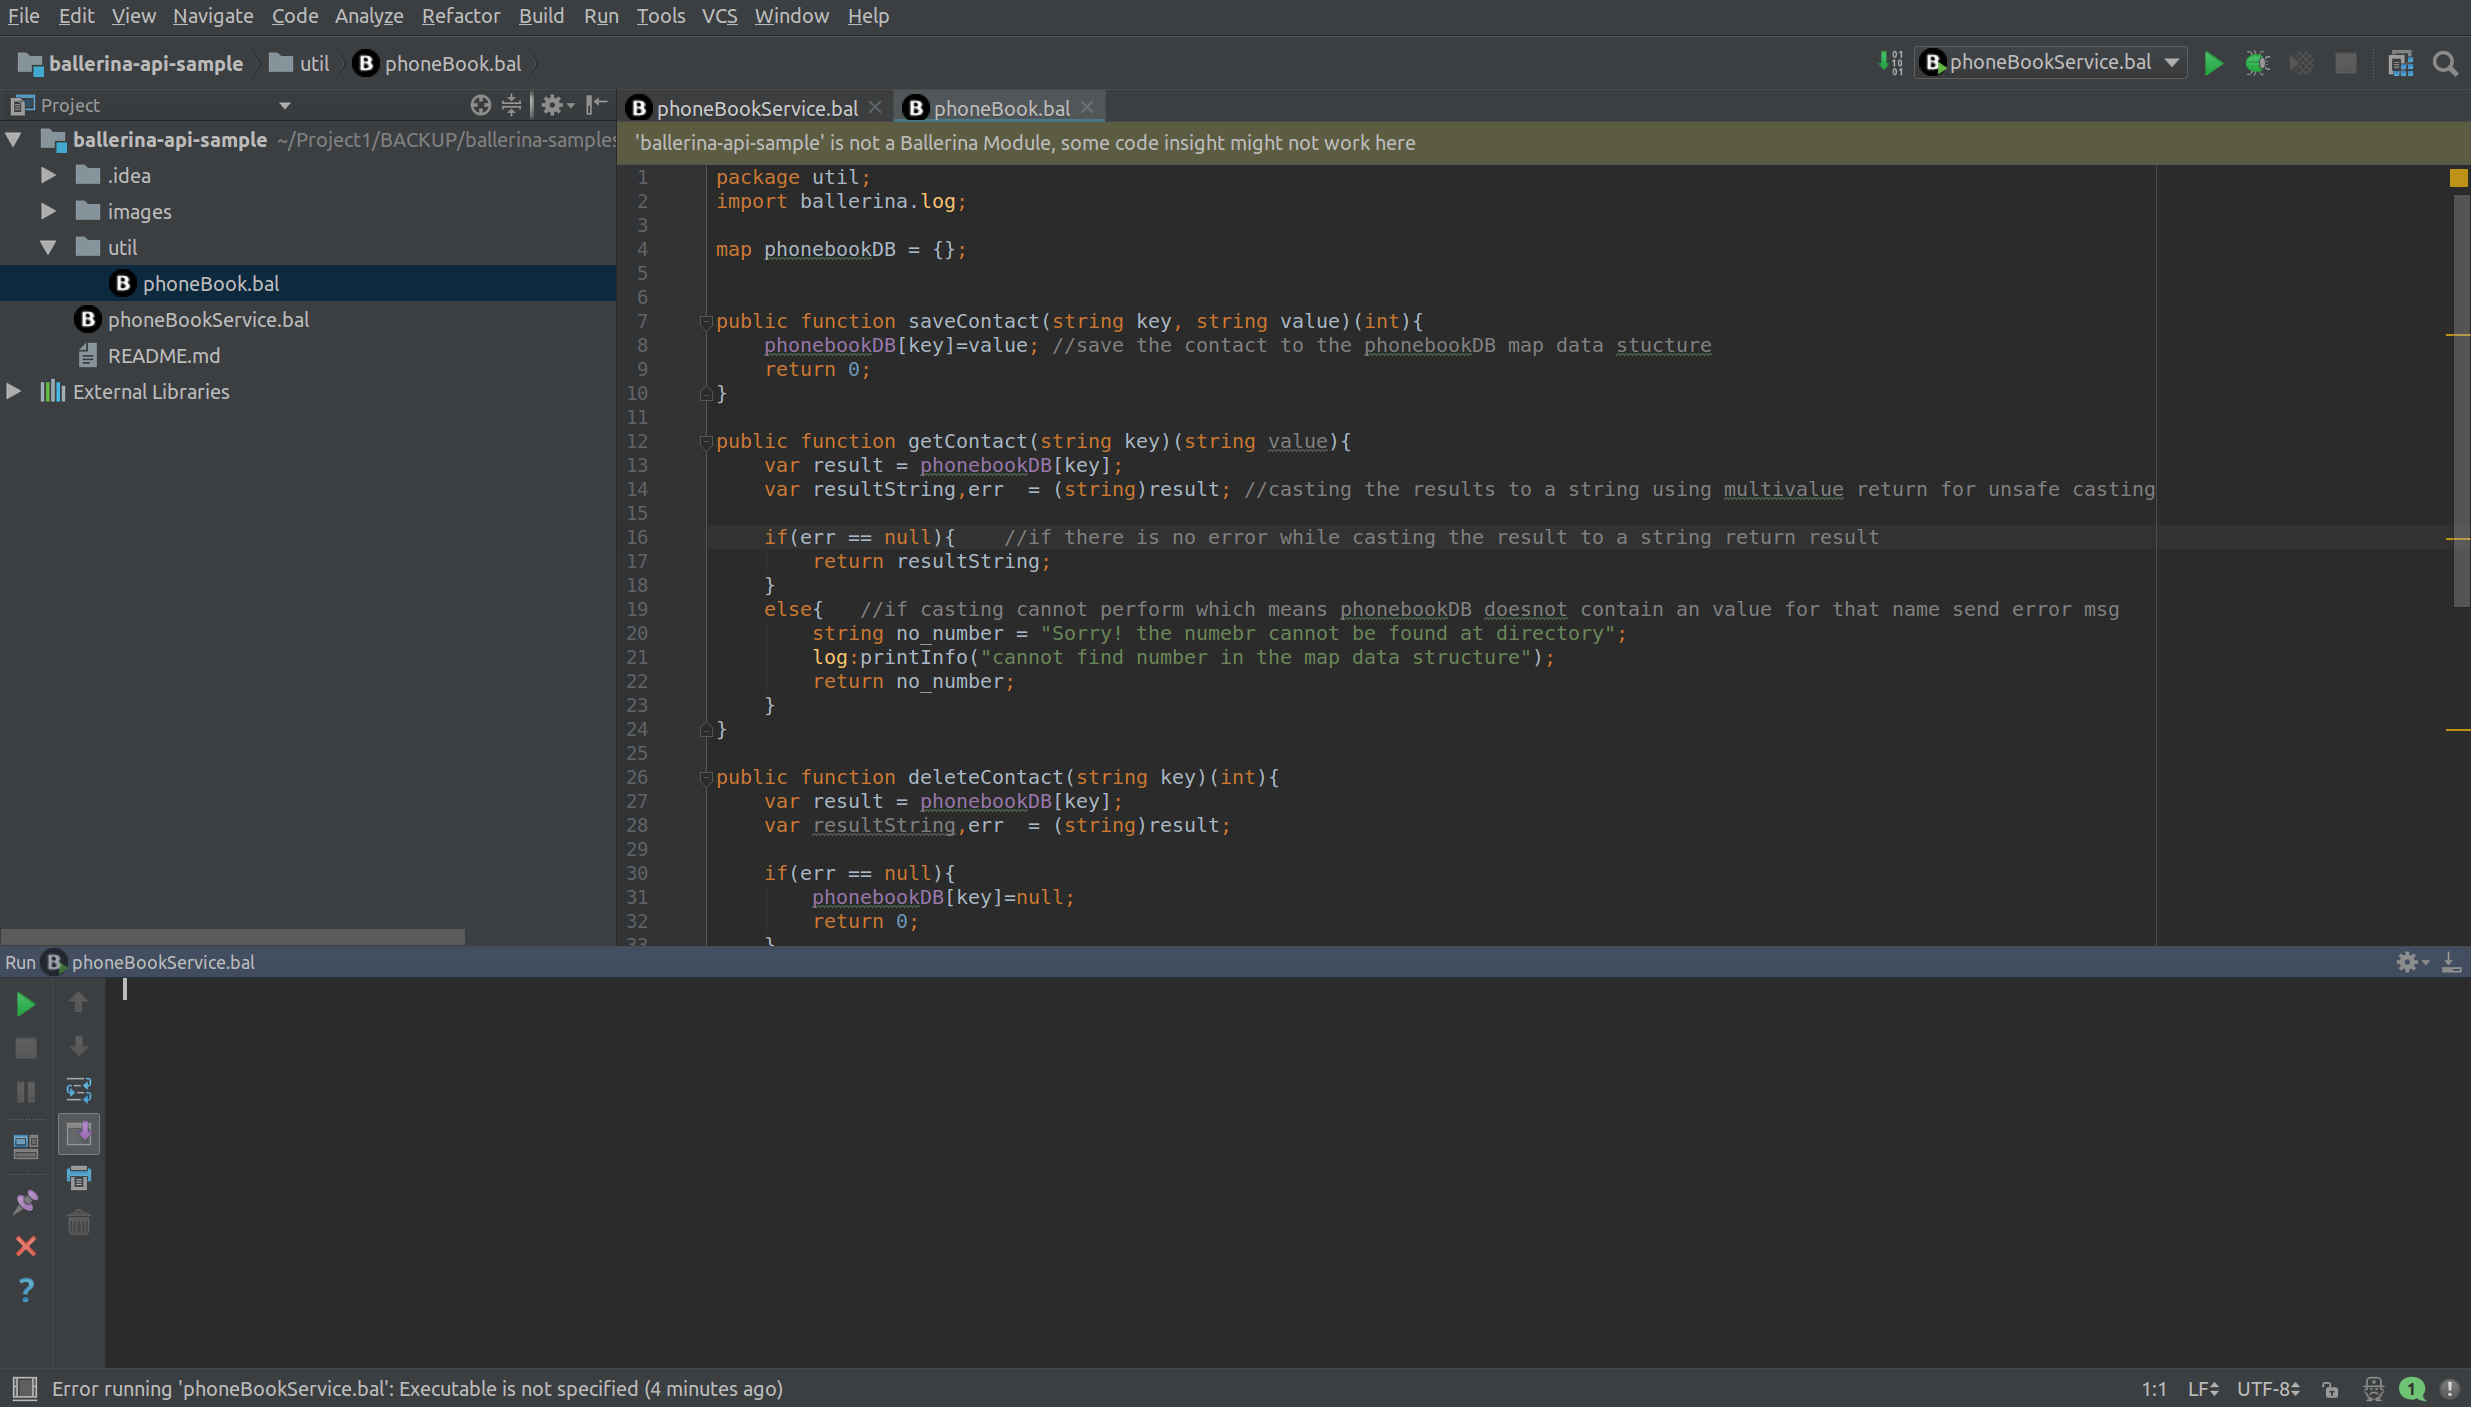 File Edit View Navigate Code Analyze Refactor Build Run Tools VCS Window Help
ballerina-api-sample util phoneBook.bal
phoneBookService.bal
Project
phoneBookService.bal phoneBook.bal
ballerina-api-sample ~/Project1/BACKUP/ballerina-samples
'ballerina-api-sample' is not a Ballerina Module, some code insight might not work here
.idea
images
util
phoneBook.bal
phoneBookService.bal
README.md
External Libraries
1 package util;
2 import ballerina.log;
3
4 map phonebookDB = {};
5
6
7 public function saveContact(string key, string value)(int){
8 phonebookDB[key]=value; //save the contact to the phonebookDB map data stucture
9 return 0;
10 }
11
12 public function getContact(string key)(string value){
13 var result = phonebookDB[key];
14 var resultString,err  = (string)result; //casting the results to a string using multivalue return for unsafe casting
15
16 if(err == null){    //if there is no error while casting the result to a string return result
17 return resultString;
18 }
19 else{   //if casting cannot perform which means phonebookDB doesnot contain an value for that name send error msg
20 string no_number = "Sorry! the numebr cannot be found at directory";
21 log:printInfo("cannot find number in the map data structure");
22 return no_number;
23 }
24 }
25
26 public function deleteContact(string key)(int){
27 var result = phonebookDB[key];
28 var resultString,err  = (string)result;
29
30 if(err == null){
31 phonebookDB[key]=null;
32 return 0;
33 }
Run phoneBookService.bal
Error running 'phoneBookService.bal': Executable is not specified (4 minutes ago)
1:1 LF UTF-8 1